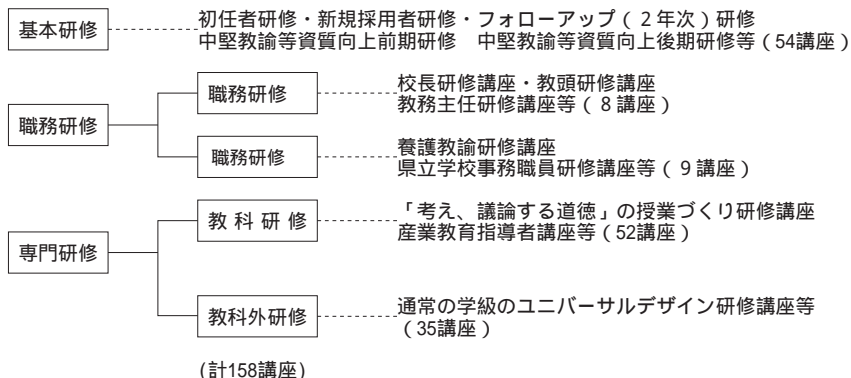 基本研修
初任者研修・新規採用者研修・フォローアップ(2年次)研修
中堅教諭等資質向上前期研修 中堅教諭等資質向上後期研修等(54講座)
職務研修
職務研修
校長研修講座・教頭研修講座
教務主任研修講座等(8講座)
職務研修
養護教諭研修講座
県立学校事務職員研修講座等(9講座)
専門研修
教科研修
「考え、議論する道徳」の授業づくり研修講座
産業教育指導者講座等(52講座)
教科外研修
通常の学級のユニバーサルデザイン研修講座等
(35講座)
(計158講座)